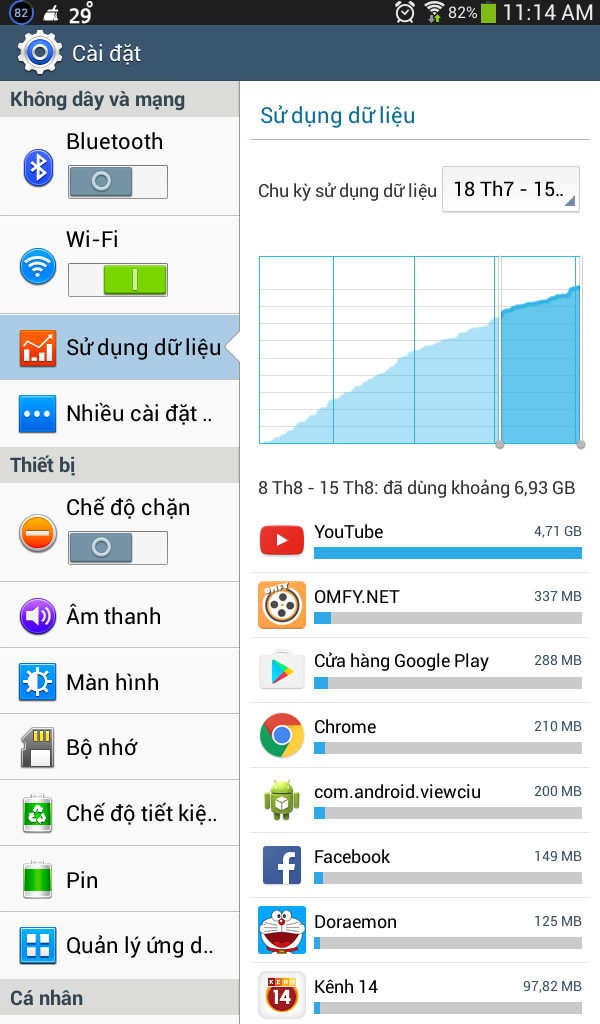 82 29° 82% 11:14 AM
Cài đặt
Không dây và mạng
Bluetooth
Wi-Fi
Sử dụng dữ liệu
Nhiều cài đặt ..
Thiết bị
Chế độ chặn
Âm thanh
Màn hình
Bộ nhớ
Chế độ tiết kiệ..
Pin
Quản lý ứng d..
Cá nhân
Sử dụng dữ liệu
Chu kỳ sử dụng dữ liệu 18 Th7 - 15..
8 Th8 - 15 Th8: đã dùng khoảng 6,93 GB
YouTube 4,71 GB
OMFY
OMFY.NET 337 MB
Cửa hàng Google Play 288 MB
Chrome 210 MB
com.android.viewciu 200 MB
Facebook 149 MB
Doraemon 125 MB
KÊNH
14
Kênh 14 97,82 MB